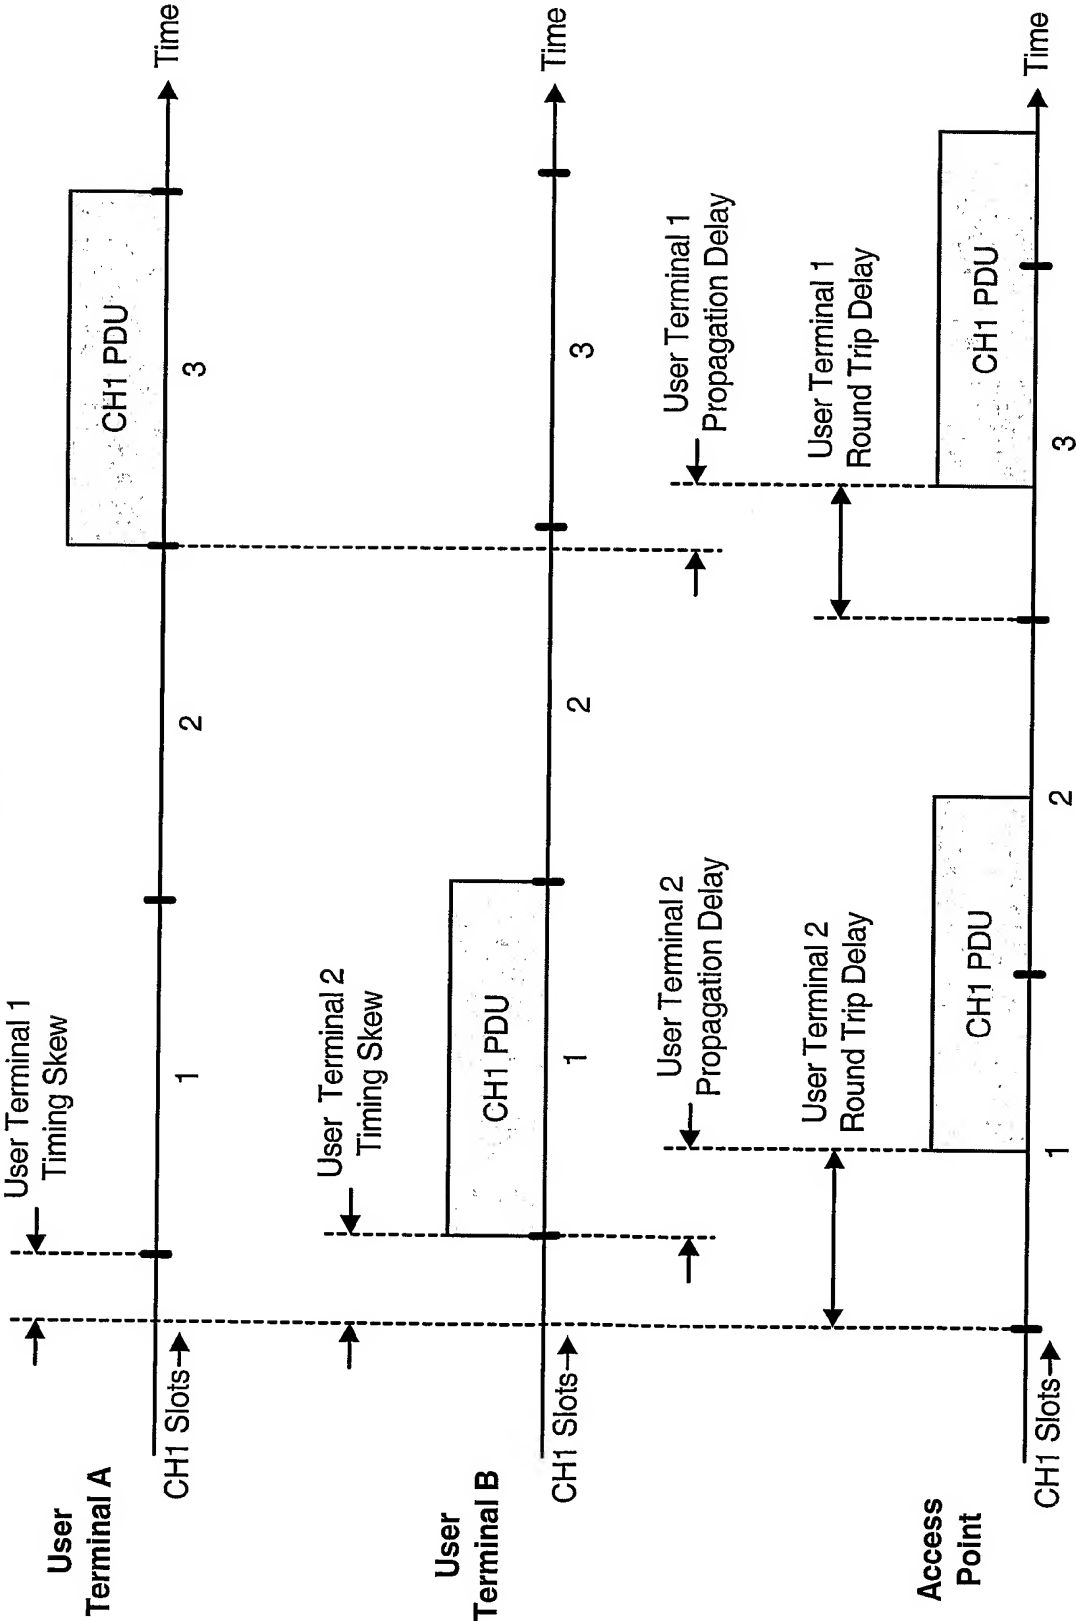 User Terminal 1
Timing Skew
User
Terminal A
CH1 PDU
Time
CH1 Slots
1
2
3
User Terminal 2
Timing Skew
User
Terminal B
CH1 PDU
Time
CH1 Slots
1
2
3
User Terminal 2
Propagation Delay
User Terminal 1
Propagation Delay
User Terminal 2
Round Trip Delay
User Terminal 1
Round Trip Delay
Access
Point
CH1 PDU
CH1 PDU
Time
CH1 Slots
1
2
3